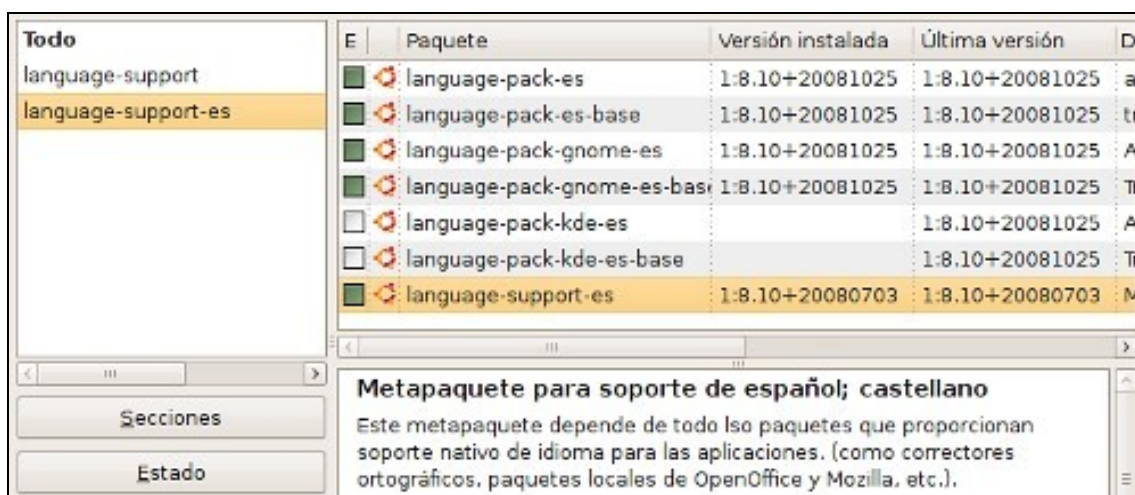 Todo
language-support
language-support-es
Secciones
Estado
E Paquete Versión instalada Última versión D
language-pack-es 1:8.10+20081025 1:8.10+20081025 a
language-pack-es-base 1:8.10+20081025 1:8.10+20081025 tr
language-pack-gnome-es 1:8.10+20081025 1:8.10+20081025 A
language-pack-gnome-es-bas 1:8.10+20081025 1:8.10+20081025 T
language-pack-kde-es 1:8.10+20081025 A
language-pack-kde-es-base 1:8.10+20081025 T
language-support-es 1:8.10+20080703 1:8.10+20080703 M
Metapaquete para soporte de español; castellano
Este metapaquete depende de todo lso paquetes que proporcionan
soporte nativo de idioma para las aplicaciones. (como correctores
ortográficos, paquetes locales de OpenOffice y Mozilla, etc.).